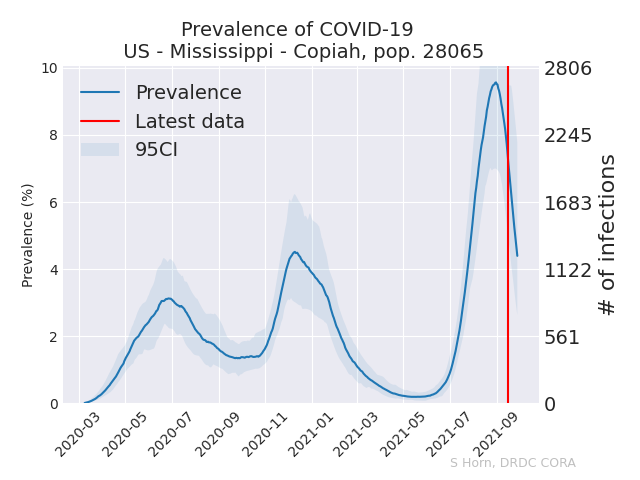 Prevalence of COVID-19
US - Mississippi - Copiah, pop. 28065
Prevalence
Latest data
95CI
Prevalence (%)
10
8
6
4
2
0
2806
2245
1683
1122
561
0
# of infections
2020-03
2020-05
2020-07
2020-09
2020-11
2021-01
2021-03
2021-05
2021-07
2021-09
S Horn, DRDC CORA